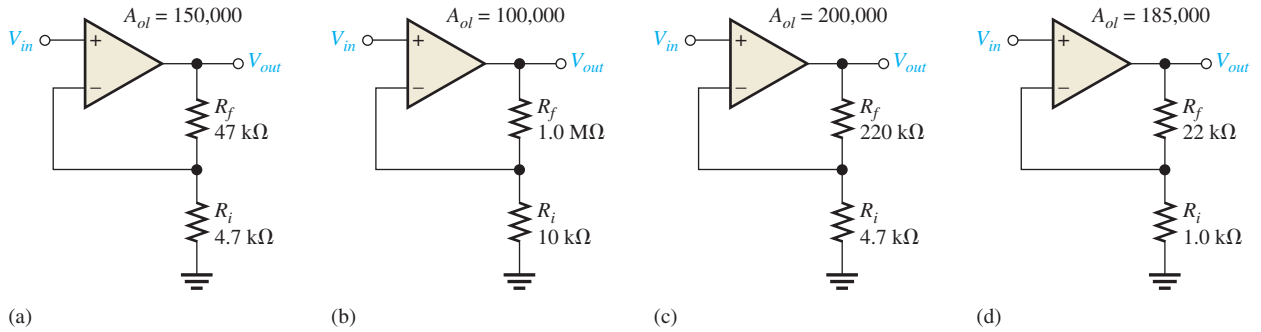 A_ol = 150,000
V_in
+
−
V_out
R_f
47 kΩ
R_i
4.7 kΩ
(a)
A_ol = 100,000
V_in
+
−
V_out
R_f
1.0 MΩ
R_i
10 kΩ
(b)
A_ol = 200,000
V_in
+
−
V_out
R_f
220 kΩ
R_i
4.7 kΩ
(c)
A_ol = 185,000
V_in
+
−
V_out
R_f
22 kΩ
R_i
1.0 kΩ
(d)